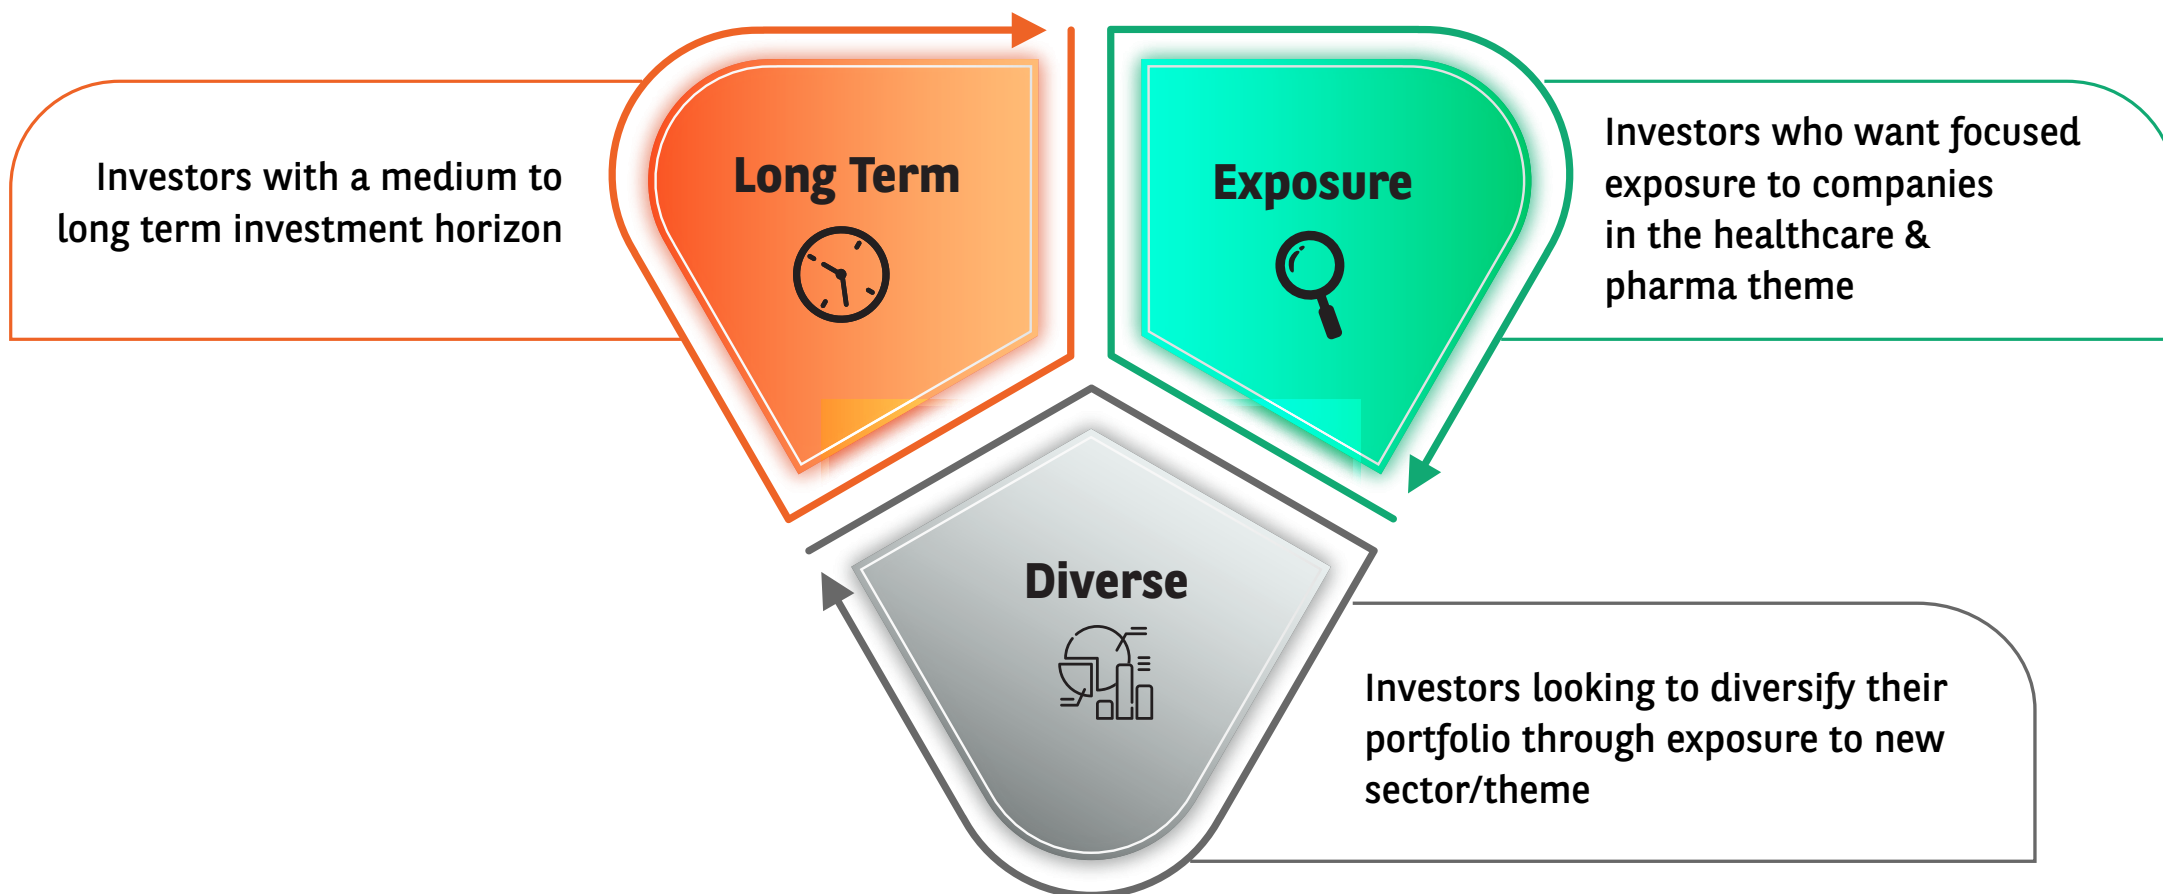 Long Term
Investors with a medium to
long term investment horizon
Exposure
Investors who want focused
exposure to companies
in the healthcare &
pharma theme
Diverse
Investors looking to diversify their
portfolio through exposure to new
sector/theme